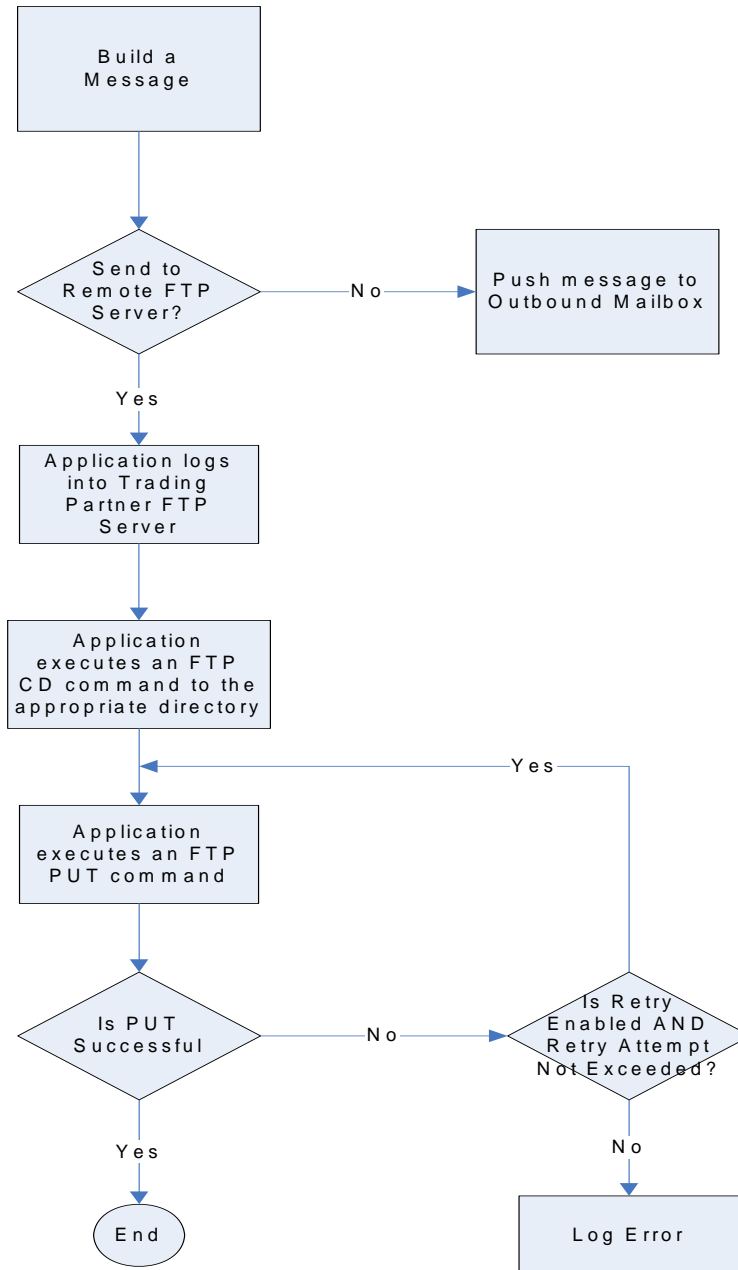 Build a
Message
Send to
Remote FTP
Server?
No
Push message to
Outbound Mailbox
Yes
Application logs
into Trading
Partner FTP
Server
Application
executes an FTP
CD command to the
appropriate directory
Yes
Application
executes an FTP
PUT command
Is PUT
Successful
No
Is Retry
Enabled AND
Retry Attempt
Not Exceeded?
Yes
No
End
Log Error